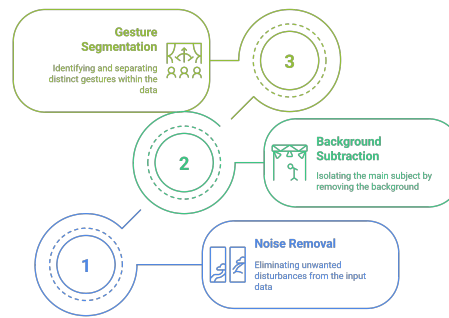 Gesture
Segmentation
Identifying and separating
distinct gestures within the
data
3
2
Background
Subtraction
Isolating the main subject by
removing the background
1
Noise Removal
Eliminating unwanted
disturbances from the input
data